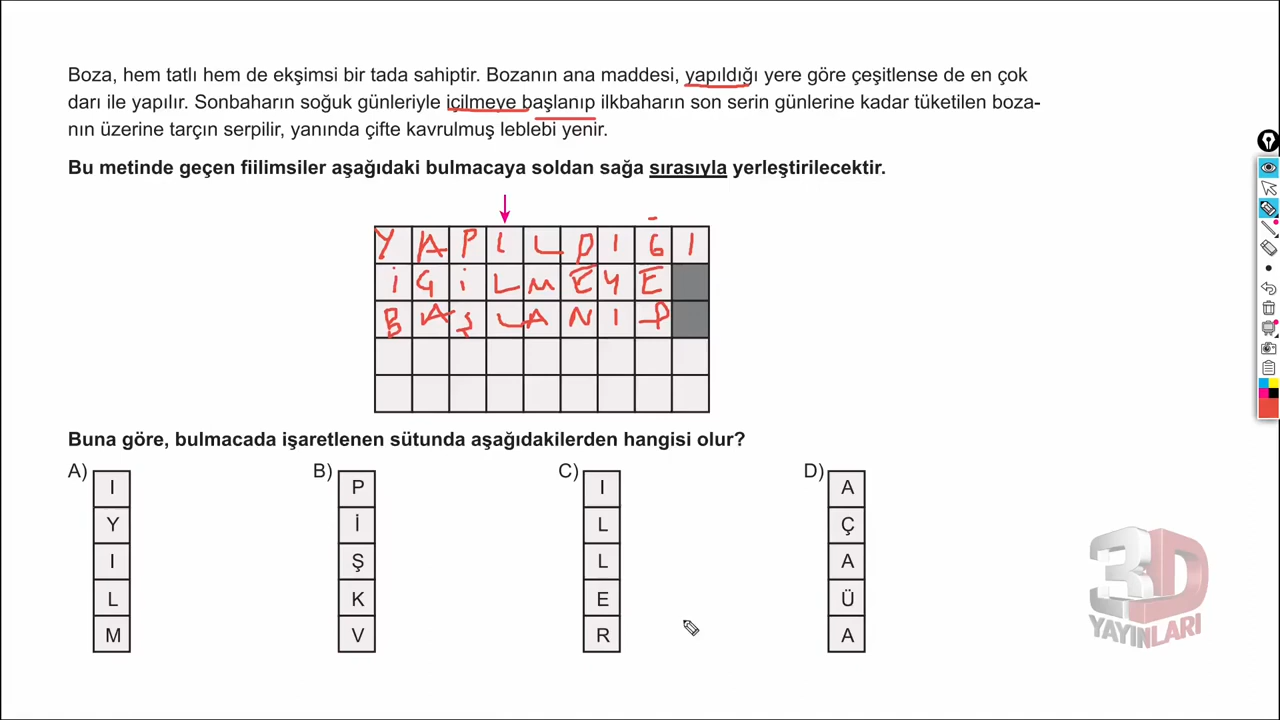 Boza, hem tatlı hem de ekşimsi bir tada sahiptir. Bozanın ana maddesi, yapıldığı yere göre çeşitlense de en çok
darı ile yapılır. Sonbaharın soğuk günleriyle içilmeye başlanıp ilkbaharın son serin günlerine kadar tüketilen boza-
nın üzerine tarçın serpilir, yanında çifte kavrulmuş leblebi yenir.
Bu metinde geçen fiilimsiler aşağıdaki bulmacaya soldan sağa sırasıyla yerleştirilecektir.
Y A P I L D I Ğ I
İ Ç İ L M E Y E
B A Ş L A N I P
Buna göre, bulmacada işaretlenen sütunda aşağıdakilerden hangisi olur?
A) B) C) D)
I P I A
Y İ L Ç
I Ş L A
L K E Ü
M V R A
3D
YAYINLARI